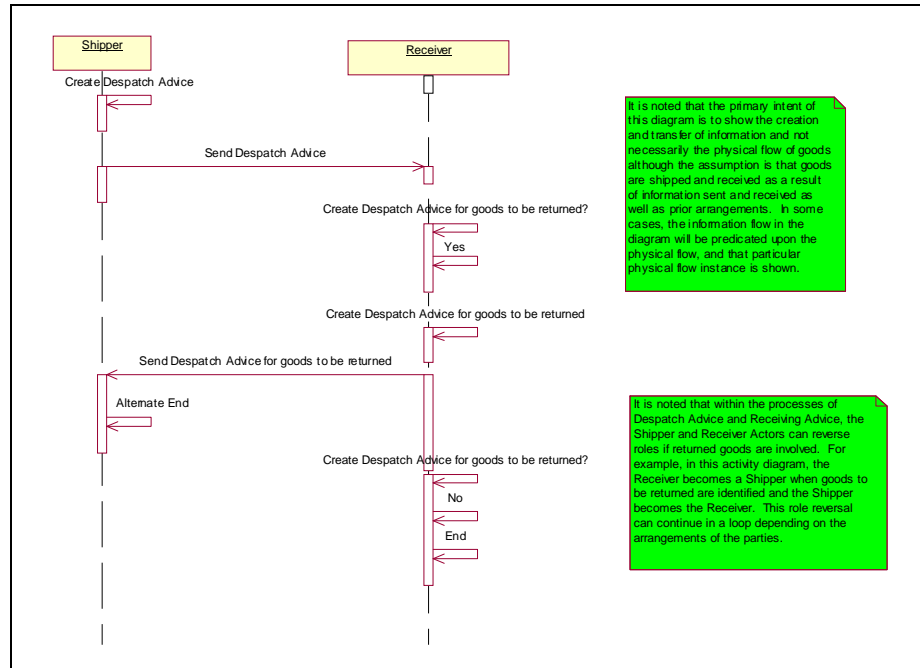 Shipper
Receiver
Create Despatch Advice
Send Despatch Advice
Create Despatch Advice for goods to be returned?
Yes
Create Despatch Advice for goods to be returned
Send Despatch Advice for goods to be returned
Alternate End
Create Despatch Advice for goods to be returned?
No
End
It is noted that the primary intent of
this diagram is to show the creation
and transfer of information and not
necessarily the physical flow of goods
although the assumption is that goods
are shipped and received as a result
of information sent and received as
well as prior arrangements. In some
cases, the information flow in the
diagram will be predicated upon the
physical flow, and that particular
physical flow instance is shown.
It is noted that within the processes of
Despatch Advice and Receiving Advice, the
Shipper and Receiver Actors can reverse
roles if returned goods are involved. For
example, in this activity diagram, the
Receiver becomes a Shipper when goods to
be returned are identified and the Shipper
becomes the Receiver. This role reversal
can continue in a loop depending on the
arrangements of the parties.